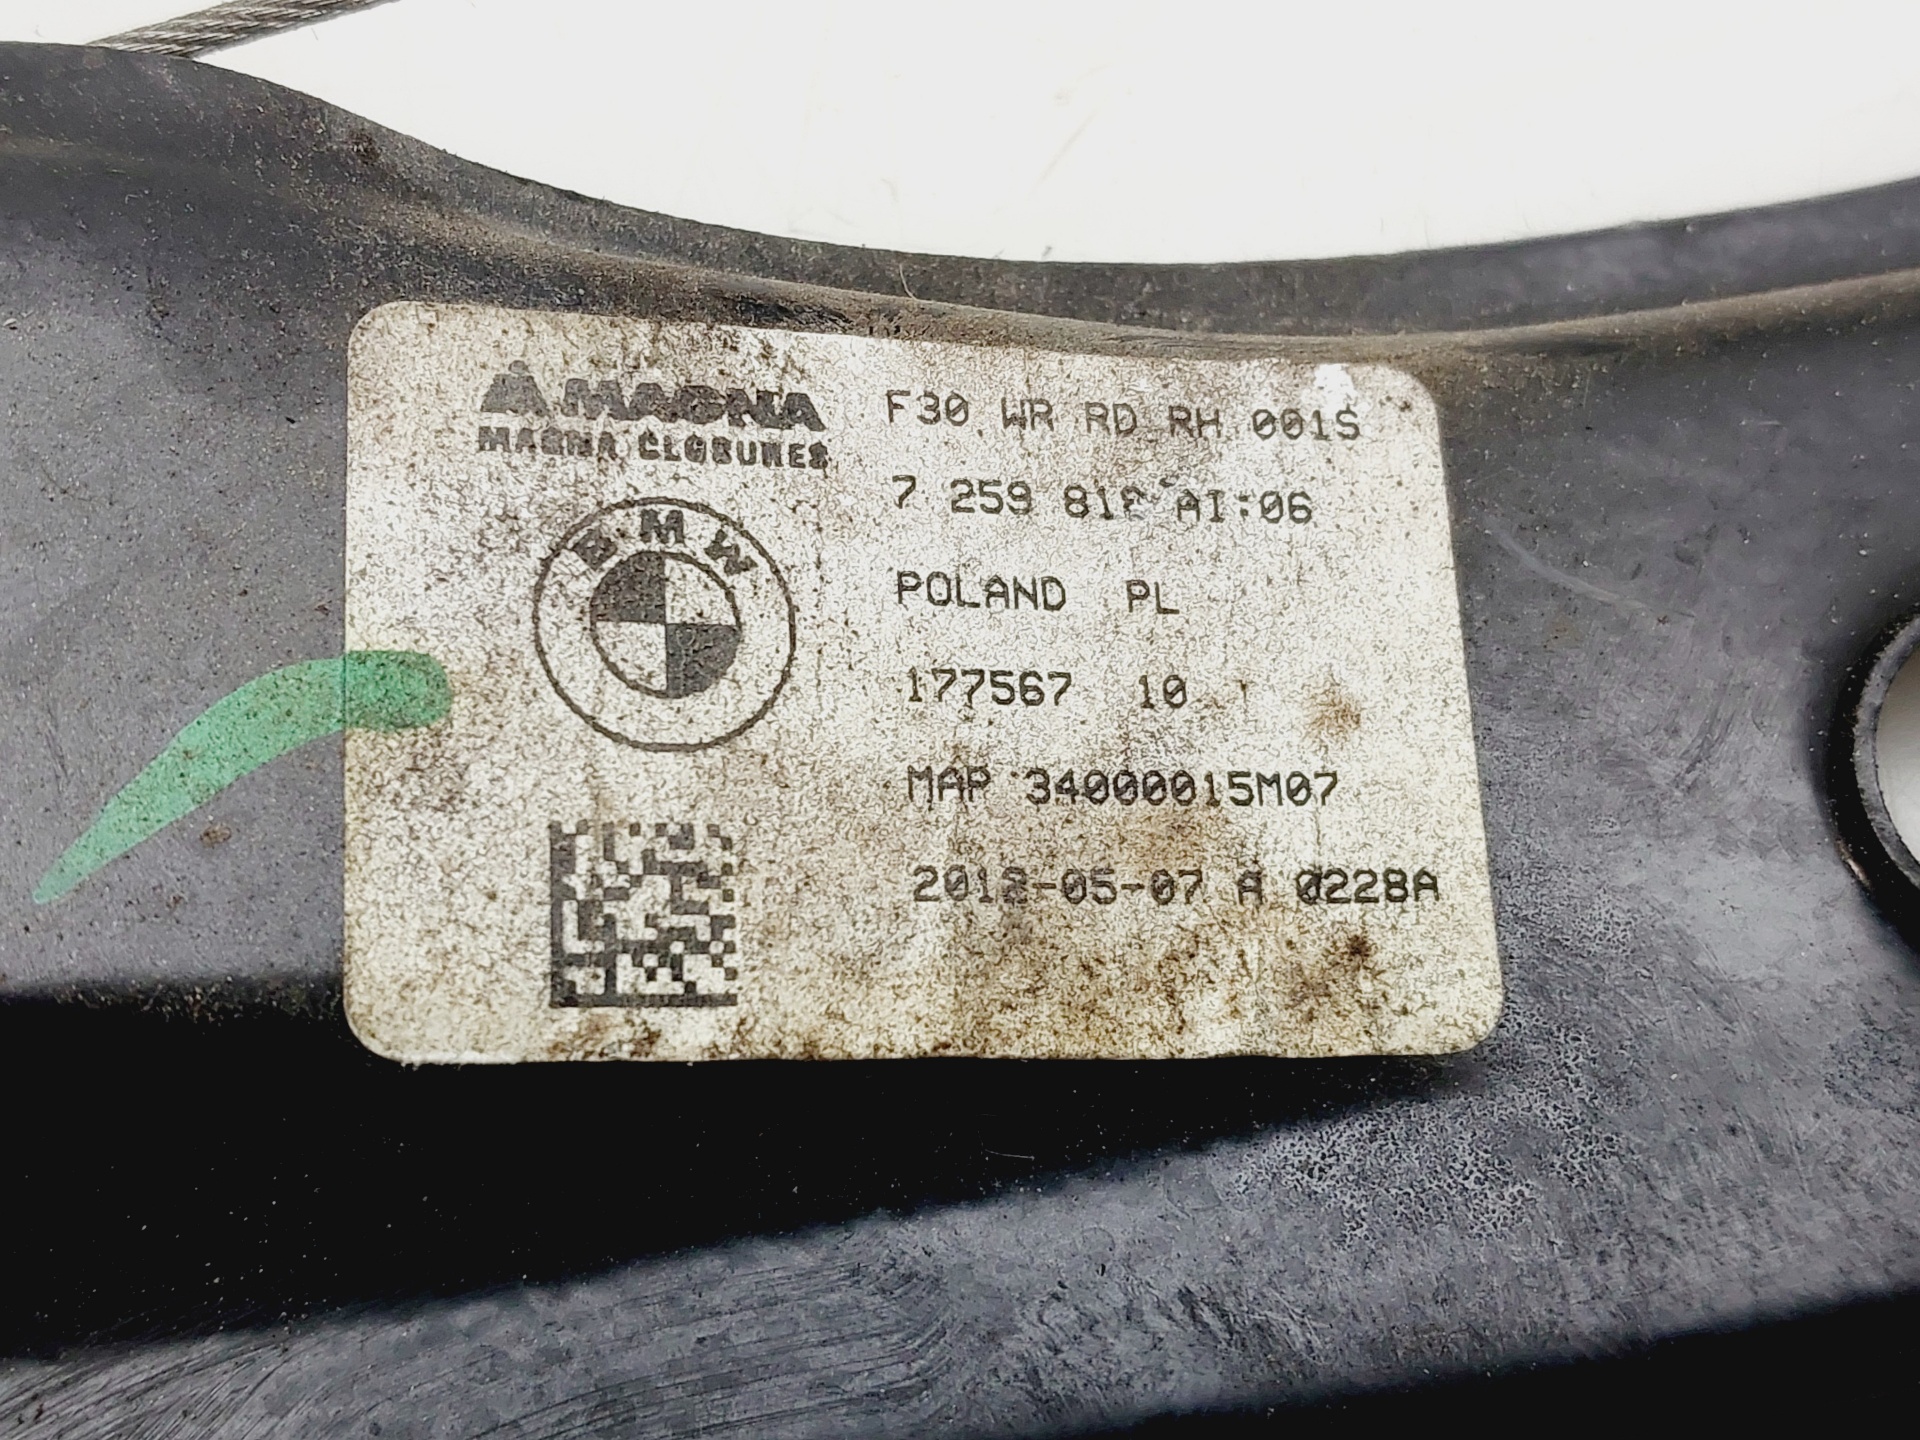 MAGNA
MAGNA CLOSURES
BMW
F30 WR RD RH 001S
7 259 AI:06
POLAND PL
177567 10
MAP 34000015M07
2012-05-07 A 0228A